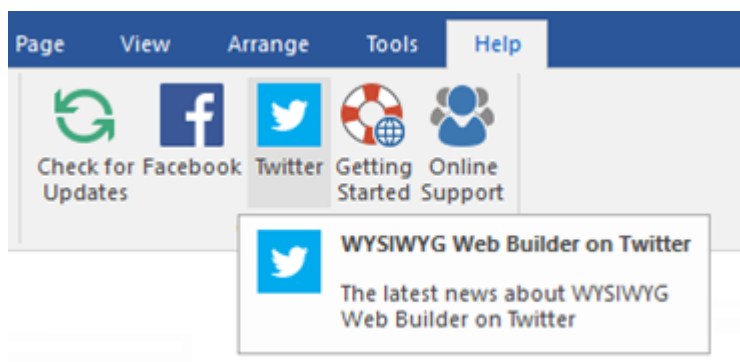 Page View Arrange Tools Help
Check for Updates
Facebook
Twitter
Getting Started
Online Support
WYSIWYG Web Builder on Twitter
The latest news about WYSIWYG
Web Builder on Twitter